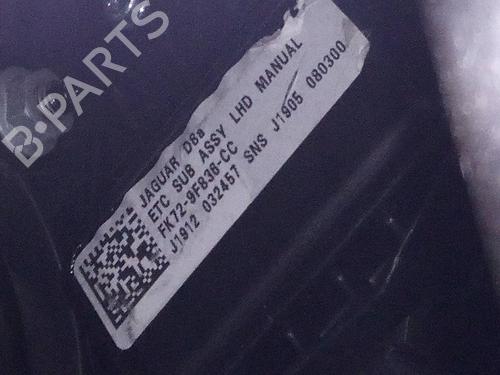 B-PARTS
JAGUAR D8a
ETC SUB ASSY LHD MANUAL
FK72-9F836-CC
J1912 032457 SNS J1905 080300